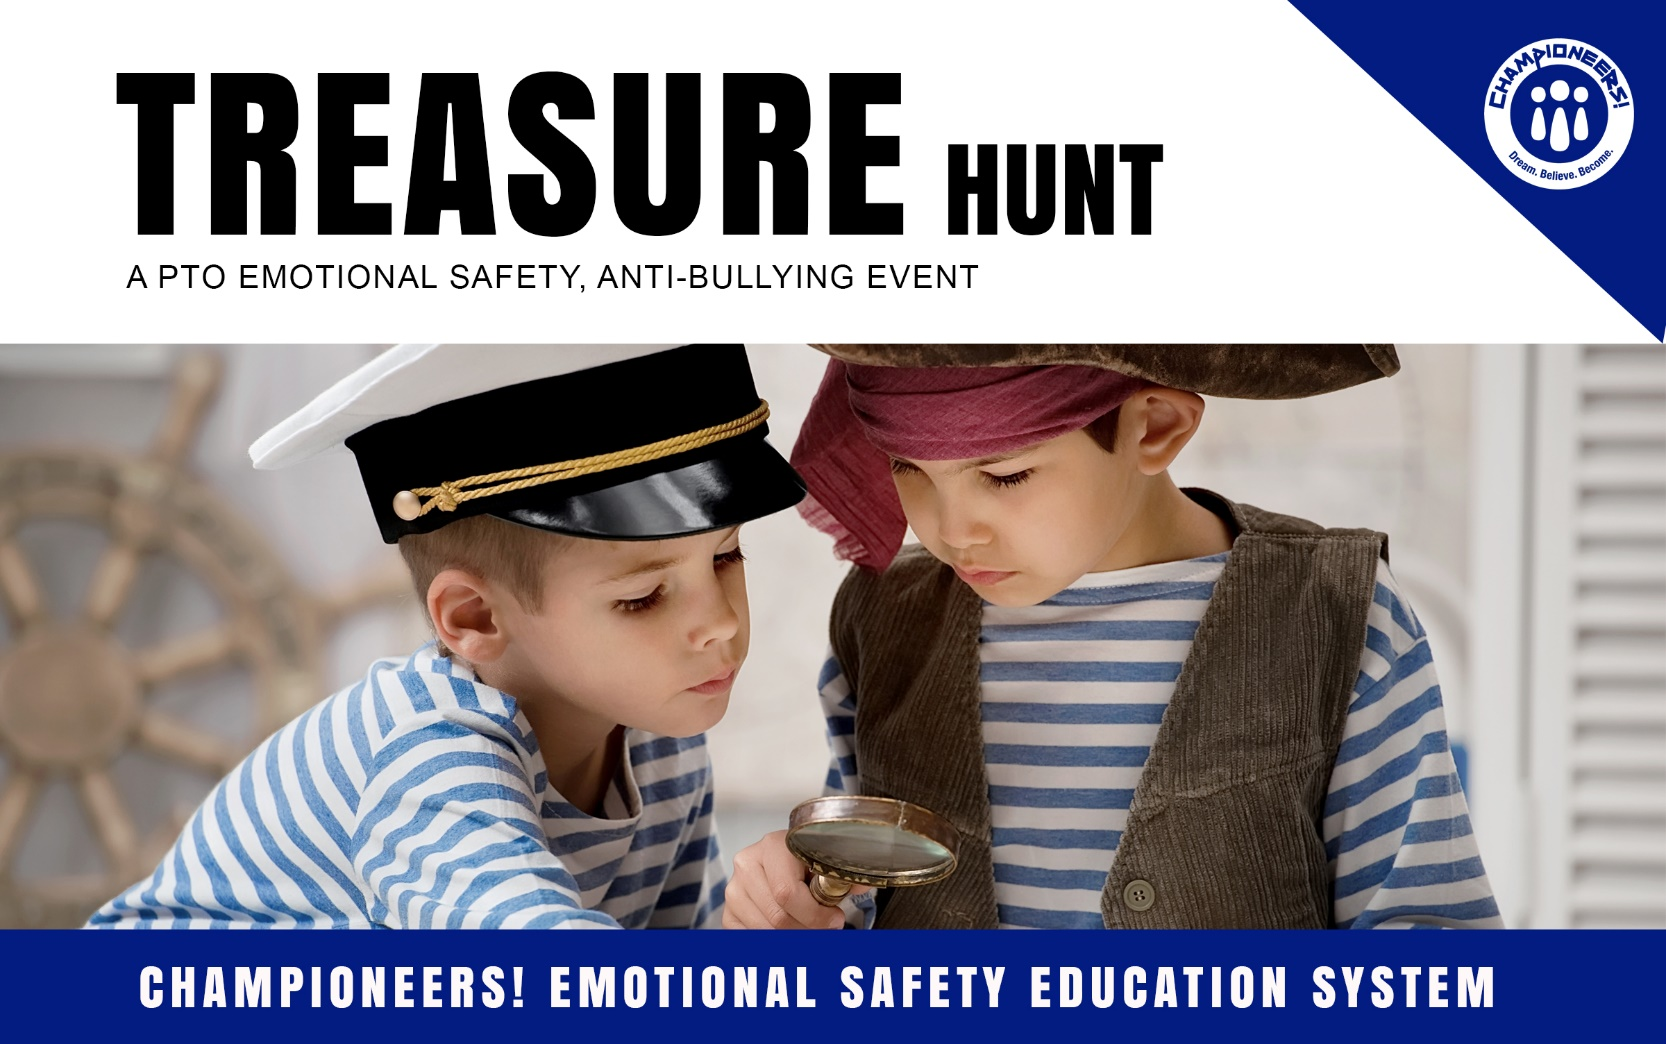 TREASURE HUNT
A PTO EMOTIONAL SAFETY, ANTI-BULLYING EVENT
CHAMPIONEERS!
Dream. Believe. Become.
CHAMPIONEERS! EMOTIONAL SAFETY EDUCATION SYSTEM